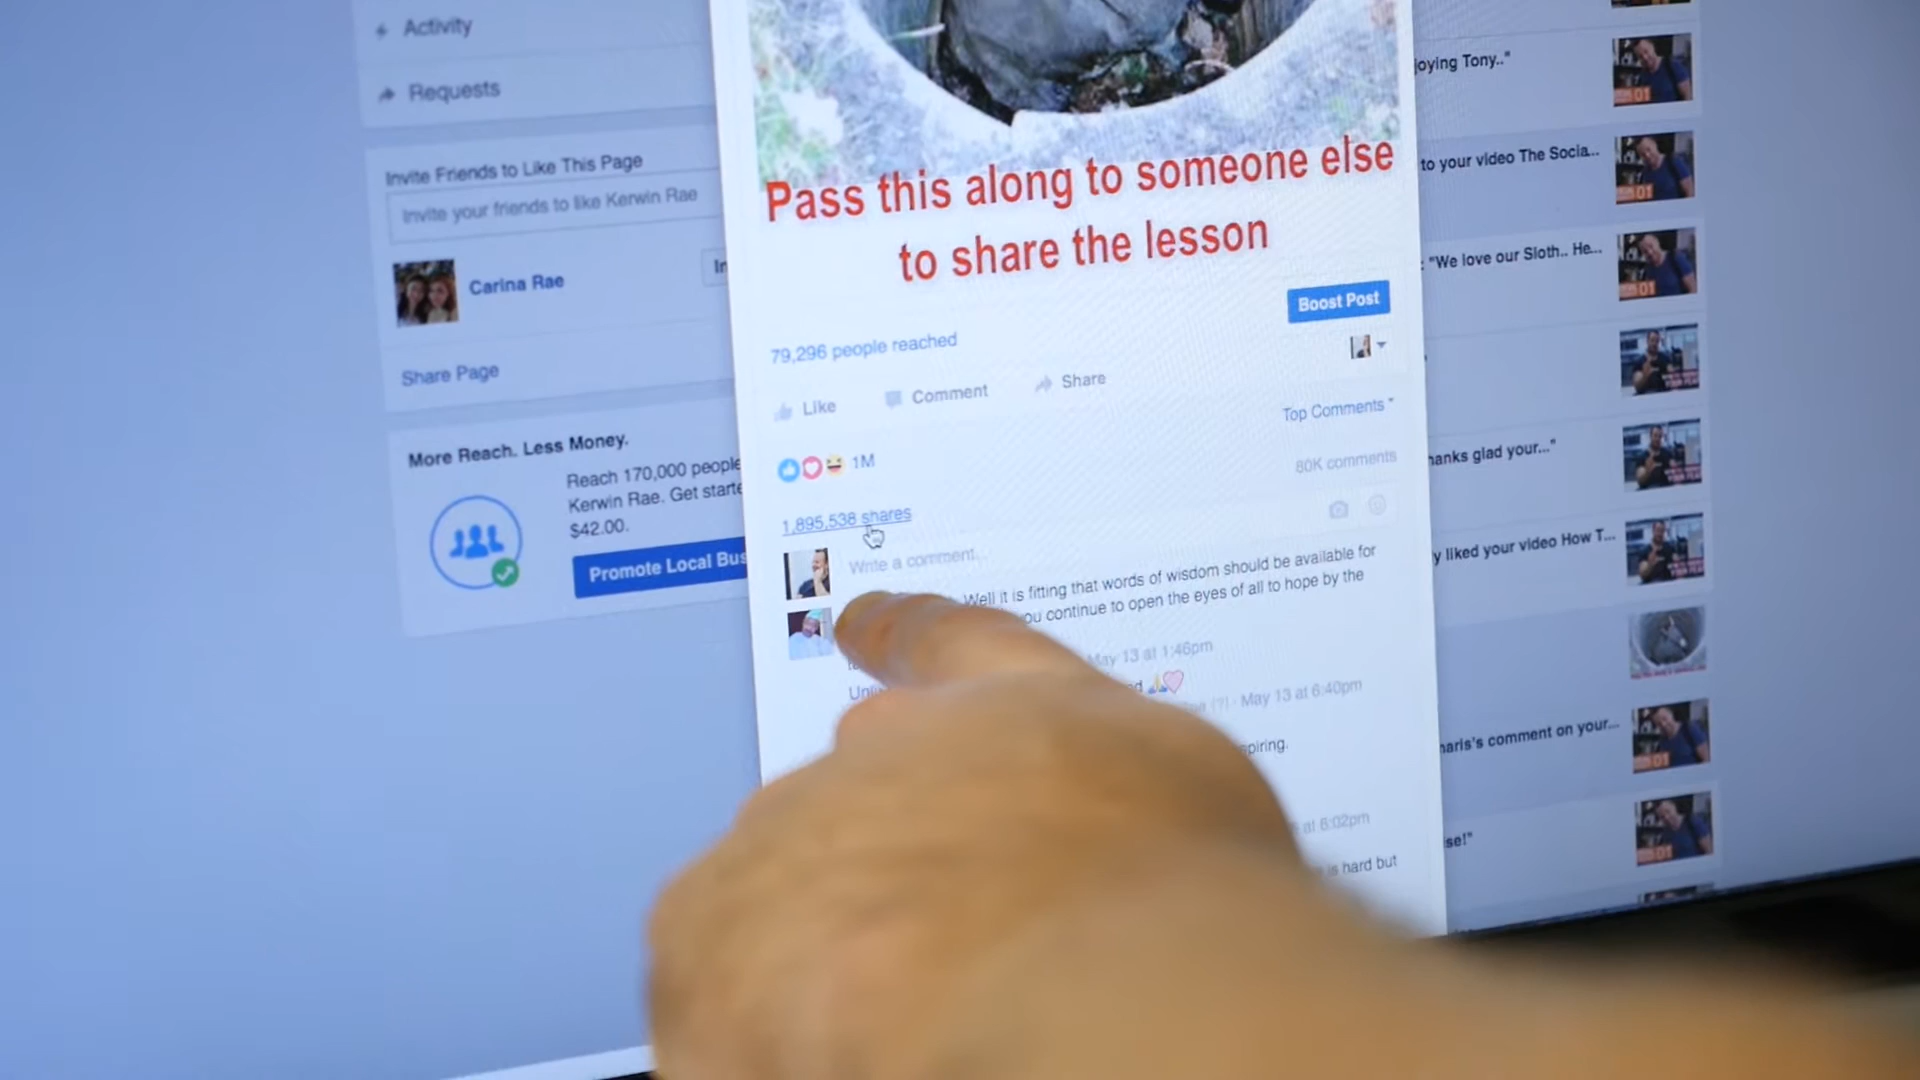 Activity
Requests
Invite Friends to Like This Page
Invite your friends to like Kerwin Rae
Carina Rae
Share Page
More Reach. Less Money.
Reach 170,000 people
Kerwin Rae. Get starte
$42.00.
Promote Local Bus
Pass this along to someone else
to share the lesson
Boost Post
79,296 people reached
Like Comment Share
Top Comments
1M
80K comments
1,895,538 shares
Write a comment...
Well it is fitting that words of wisdom should be available for
ou continue to open the eyes of all to hope by the
May 13 at 1:46pm
May 13 at 6:40pm
spiring.
at 6:02pm
is hard but
joying Tony.."
to your video The Socia...
: "We love our Sloth.. He...
hanks glad your..."
y liked your video How T...
haris's comment on your...
se!"